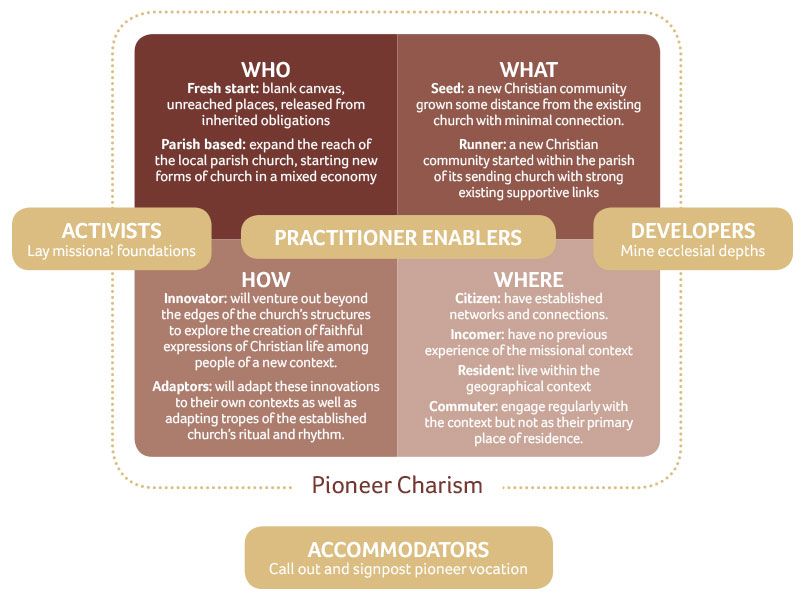 WHO
Fresh start: blank canvas,
unreached places, released from
inherited obligations
Parish based: expand the reach of
the local parish church, starting new
forms of church in a mixed economy
WHAT
Seed: a new Christian community
grown some distance from the existing
church with minimal connection.
Runner: a new Christian
community started within the parish
of its sending church with strong
existing supportive links
ACTIVISTS
Lay missional foundations
PRACTITIONER ENABLERS
DEVELOPERS
Mine ecclesial depths
HOW
Innovator: will venture out beyond
the edges of the church's structures
to explore the creation of faithful
expressions of Christian life among
people of a new context.
Adaptors: will adapt these innovations
to their own contexts as well as
adapting tropes of the established
church's ritual and rhythm.
WHERE
Citizen: have established
networks and connections.
Incomer: have no previous
experience of the missional context
Resident: live within the
geographical context
Commuter: engage regularly with
the context but not as their primary
place of residence.
Pioneer Charism
ACCOMMODATORS
Call out and signpost pioneer vocation